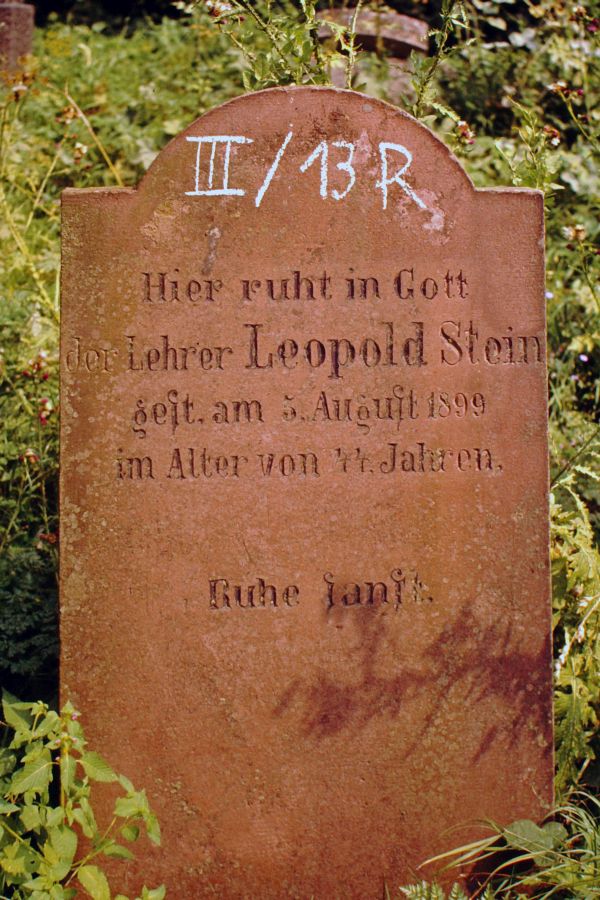 III / 13 R
Hier ruht in Gott
der Lehrer Leopold Stein
geſt. am 5. Auguſt 1899
im Alter von 44. Jahren.
Ruhe ſanft.